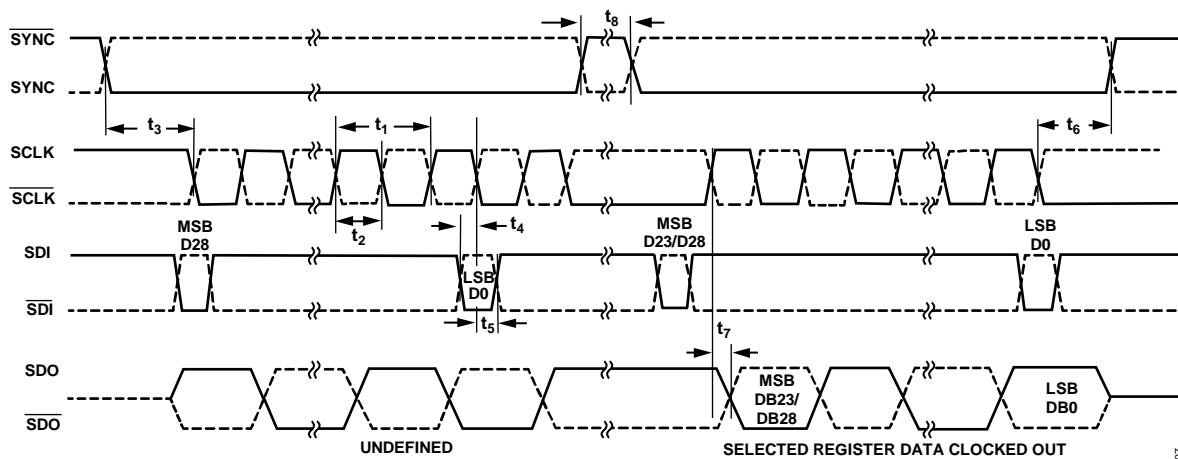 SYNC
t8
SYNC
t3
t1
t6
SCLK
SCLK
MSB
D28
t2
t4
MSB
D23/D28
LSB
D0
SDI
LSB
D0
SDI
t5
t7
SDO
MSB
DB23/
DB28
LSB
DB0
SDO
UNDEFINED
SELECTED REGISTER DATA CLOCKED OUT